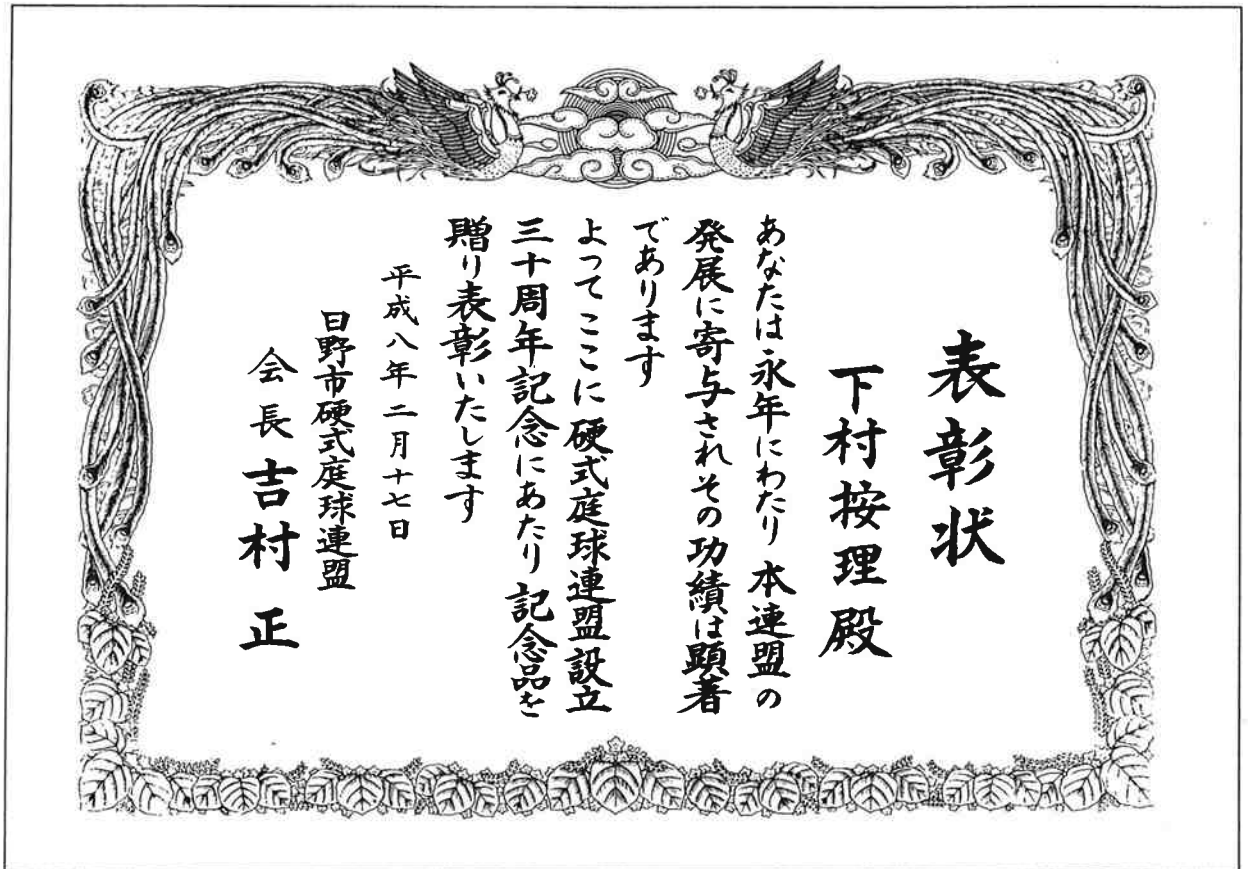 表彰状
下村按理殿
あなたは永年にわたり本連盟の
発展に寄与されその功績は顕著
であります
よってここに硬式庭球連盟設立
三十周年記念にあたり記念品を
贈り表彰いたします
平成八年二月十七日
日野市硬式庭球連盟
会長吉村正